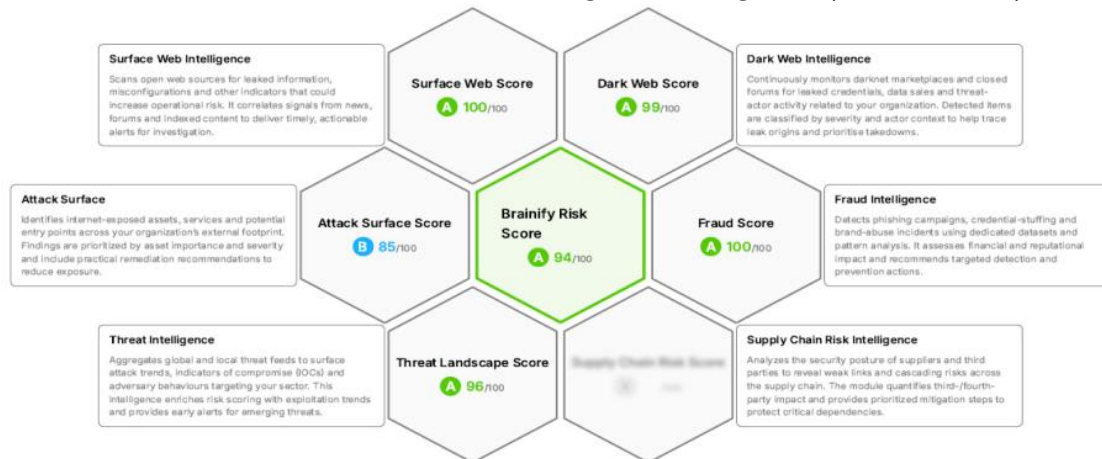 Surface Web Intelligence
Scans open web sources for leaked information,
misconfigurations and other indicators that could
increase operational risk. It correlates signals from news,
forums and indexed content to deliver timely, actionable
alerts for investigation.
Surface Web Score
A 100/100
Dark Web Score
A 99/100
Dark Web Intelligence
Continuously monitors darknet marketplaces and closed
forums for leaked credentials, data sales and threat-
actor activity related to your organization. Detected items
are classified by severity and actor context to help trace
leak origins and prioritise takedowns.
Attack Surface
Identifies internet-exposed assets, services and potential
entry points across your organization's external footprint.
Findings are prioritized by asset importance and severity
and include practical remediation recommendations to
reduce exposure.
Attack Surface Score
B 85/100
Brainify Risk
Score
A 94/100
Fraud Score
A 100/100
Fraud Intelligence
Detects phishing campaigns, credential-stuffing and
brand-abuse incidents using dedicated datasets and
pattern analysis. It assesses financial and reputational
impact and recommends targeted detection and
prevention actions.
Threat Intelligence
Aggregates global and local threat feeds to surface
attack trends, indicators of compromise (IOCs) and
adversary behaviours targeting your sector. This
intelligence enriches risk scoring with exploitation trends
and provides early alerts for emerging threats.
Threat Landscape Score
A 96/100
Supply Chain Risk Score
Supply Chain Risk Intelligence
Analyzes the security posture of suppliers and third
parties to reveal weak links and cascading risks across
the supply chain. The module quantifies third-/fourth-
party impact and provides prioritized mitigation steps to
protect critical dependencies.